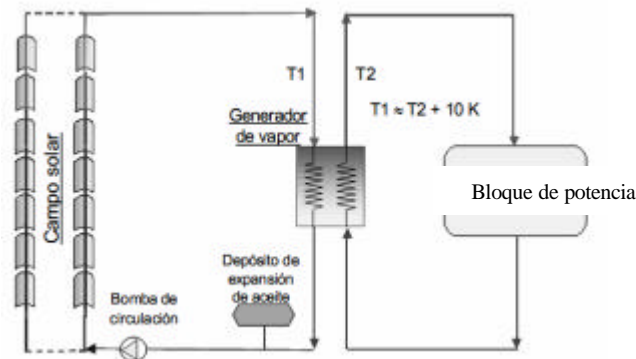 T1
T2
T1 ≈ T2 + 10 K
Generador
de vapor
Campo solar
Bloque de potencia
Depósito de
expansión
de aceite
Bomba de
circulación